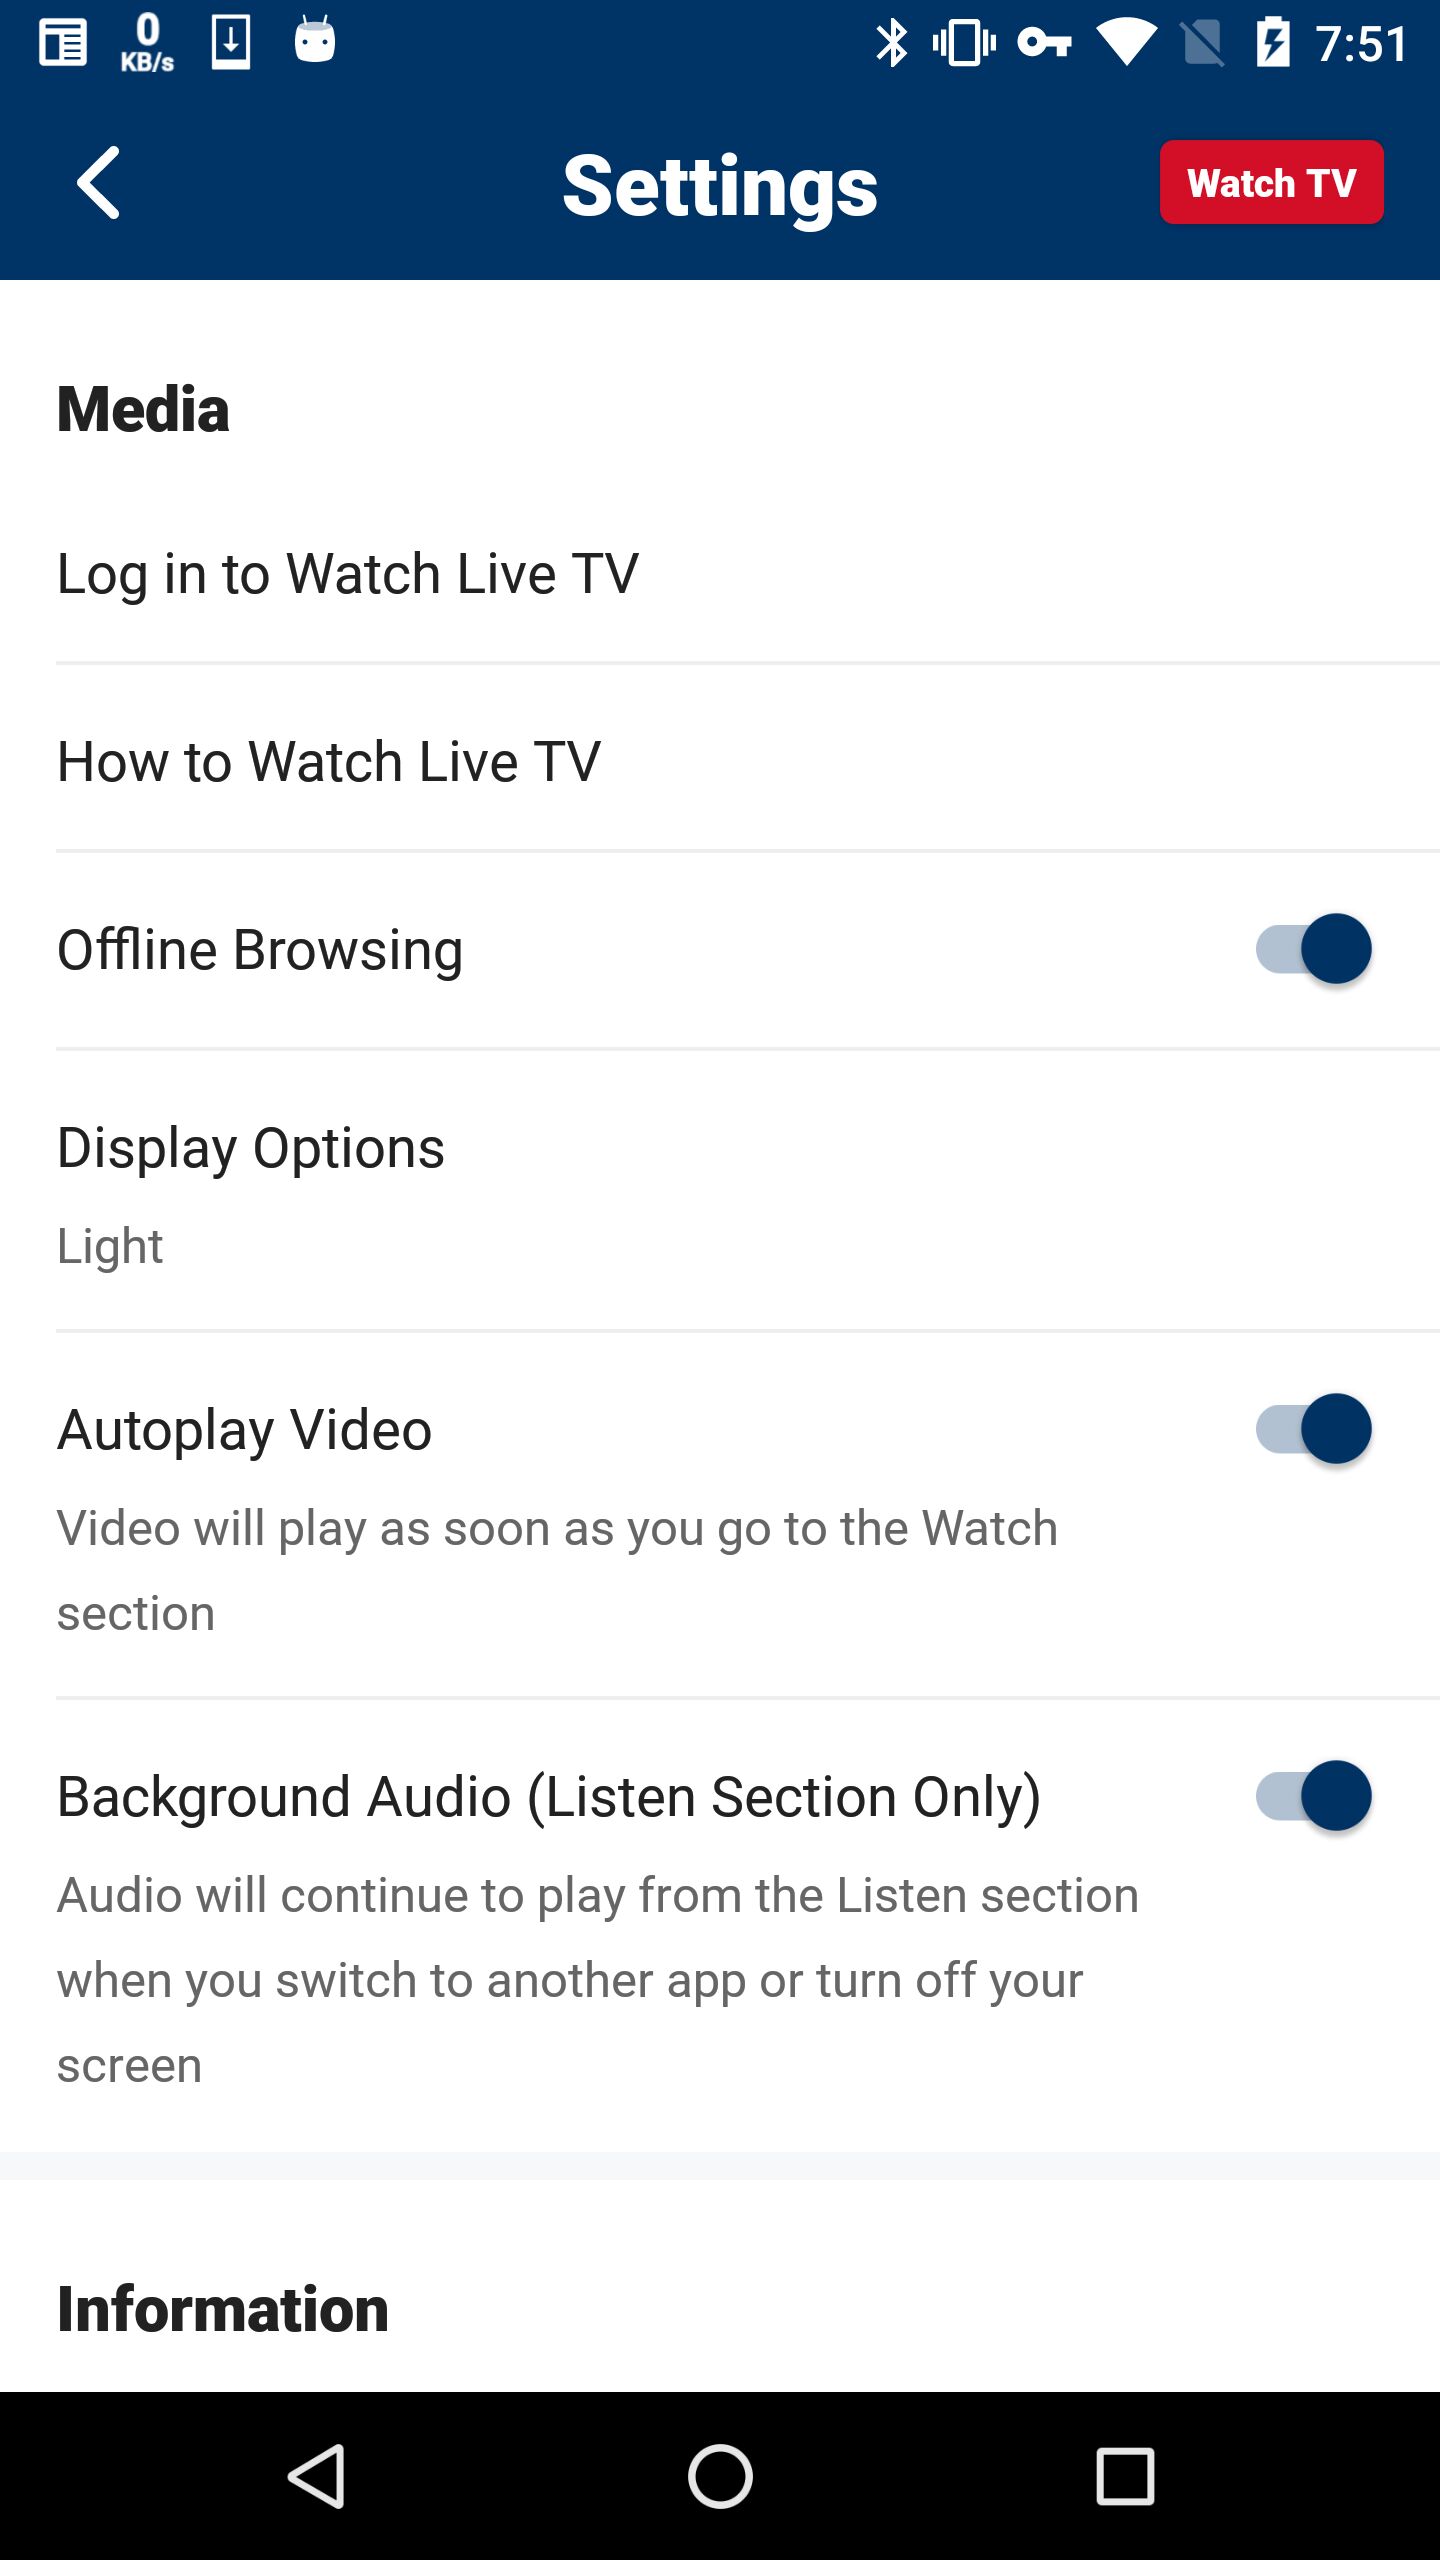 0
KB/s
7:51
Settings
Watch TV
Media
Log in to Watch Live TV
How to Watch Live TV
Offline Browsing
Display Options
Light
Autoplay Video
Video will play as soon as you go to the Watch
section
Background Audio (Listen Section Only)
Audio will continue to play from the Listen section
when you switch to another app or turn off your
screen
Information